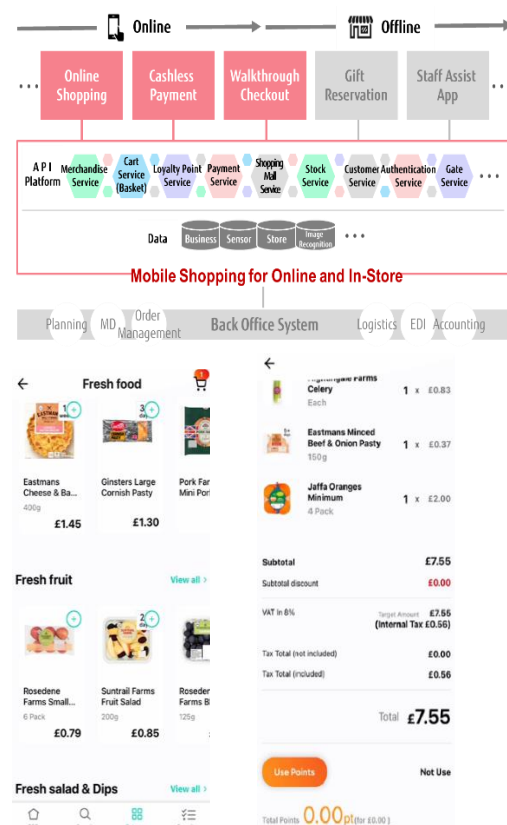 Online
Offline
Online
Shopping
Cashless
Payment
Walkthrough
Checkout
Gift
Reservation
Staff Assist
App
API
Platform
Merchandise
Service
Cart
Service
(Basket)
Loyalty Point
Service
Payment
Service
Shopping
Mall
Service
Stock
Service
Customer
Service
Authentication
Service
Gate
Service
Data
Business
Sensor
Store
Image
Recognition
Mobile Shopping for Online and In-Store
Planning
MD
Order
Management
Back Office System
Logistics
EDI
Accounting
Fresh food
1
Eastmans
Cheese & Ba...
400g
£1.45
Ginsters Large
Cornish Pasty
£1.30
Pork Far
Mini Por
Fresh fruit
View all >
Rosedene
Farms Small...
6 Pack
£0.79
Suntrail Farms
Fruit Salad
200g
£0.85
Roseder
Farms Bl
125g
Fresh salad & Dips
View all >
Farms
Celery
Each
1 x £0.83
Eastmans Minced
Beef & Onion Pasty
150g
1 x £0.37
Jaffa Oranges
Minimum
4 Pack
1 x £2.00
Subtotal £7.55
Subtotal discount £0.00
VAT in 8% Target Amount £7.55
(Internal Tax £0.56)
Tax Total (not included) £0.00
Tax Total (included) £0.56
Total £7.55
Use Points
Not Use
Total Points 0.00pt(for £0.00 )